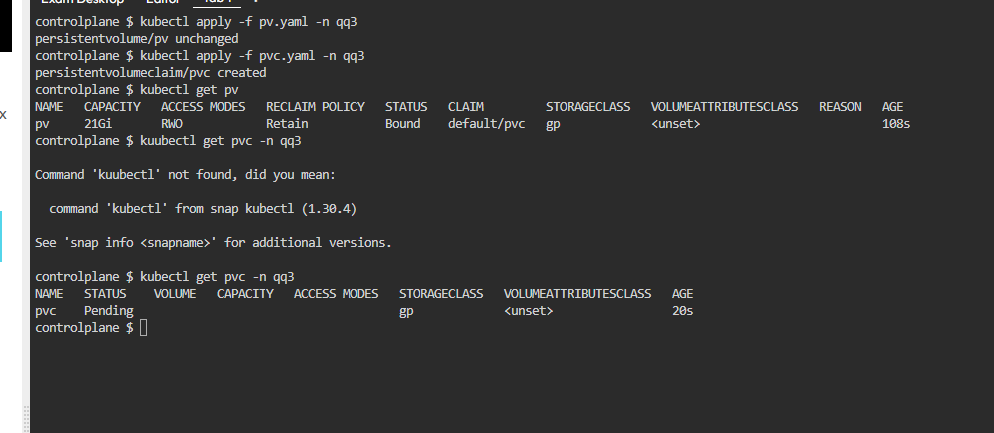 controlplane $ kubectl apply -f pv.yaml -n qq3
persistentvolume/pv unchanged
controlplane $ kubectl apply -f pvc.yaml -n qq3
persistentvolumeclaim/pvc created
controlplane $ kubectl get pv
NAME CAPACITY ACCESS MODES RECLAIM POLICY STATUS CLAIM STORAGECLASS VOLUMEATTRIBUTESCLASS REASON AGE
pv 21Gi RWO Retain Bound default/pvc gp <unset> 108s
controlplane $ kuubectl get pvc -n qq3
Command 'kuubectl' not found, did you mean:
command 'kubectl' from snap kubectl (1.30.4)
See 'snap info <snapname>' for additional versions.
controlplane $ kubectl get pvc -n qq3
NAME STATUS VOLUME CAPACITY ACCESS MODES STORAGECLASS VOLUMEATTRIBUTESCLASS AGE
pvc Pending gp <unset> 20s
controlplane $